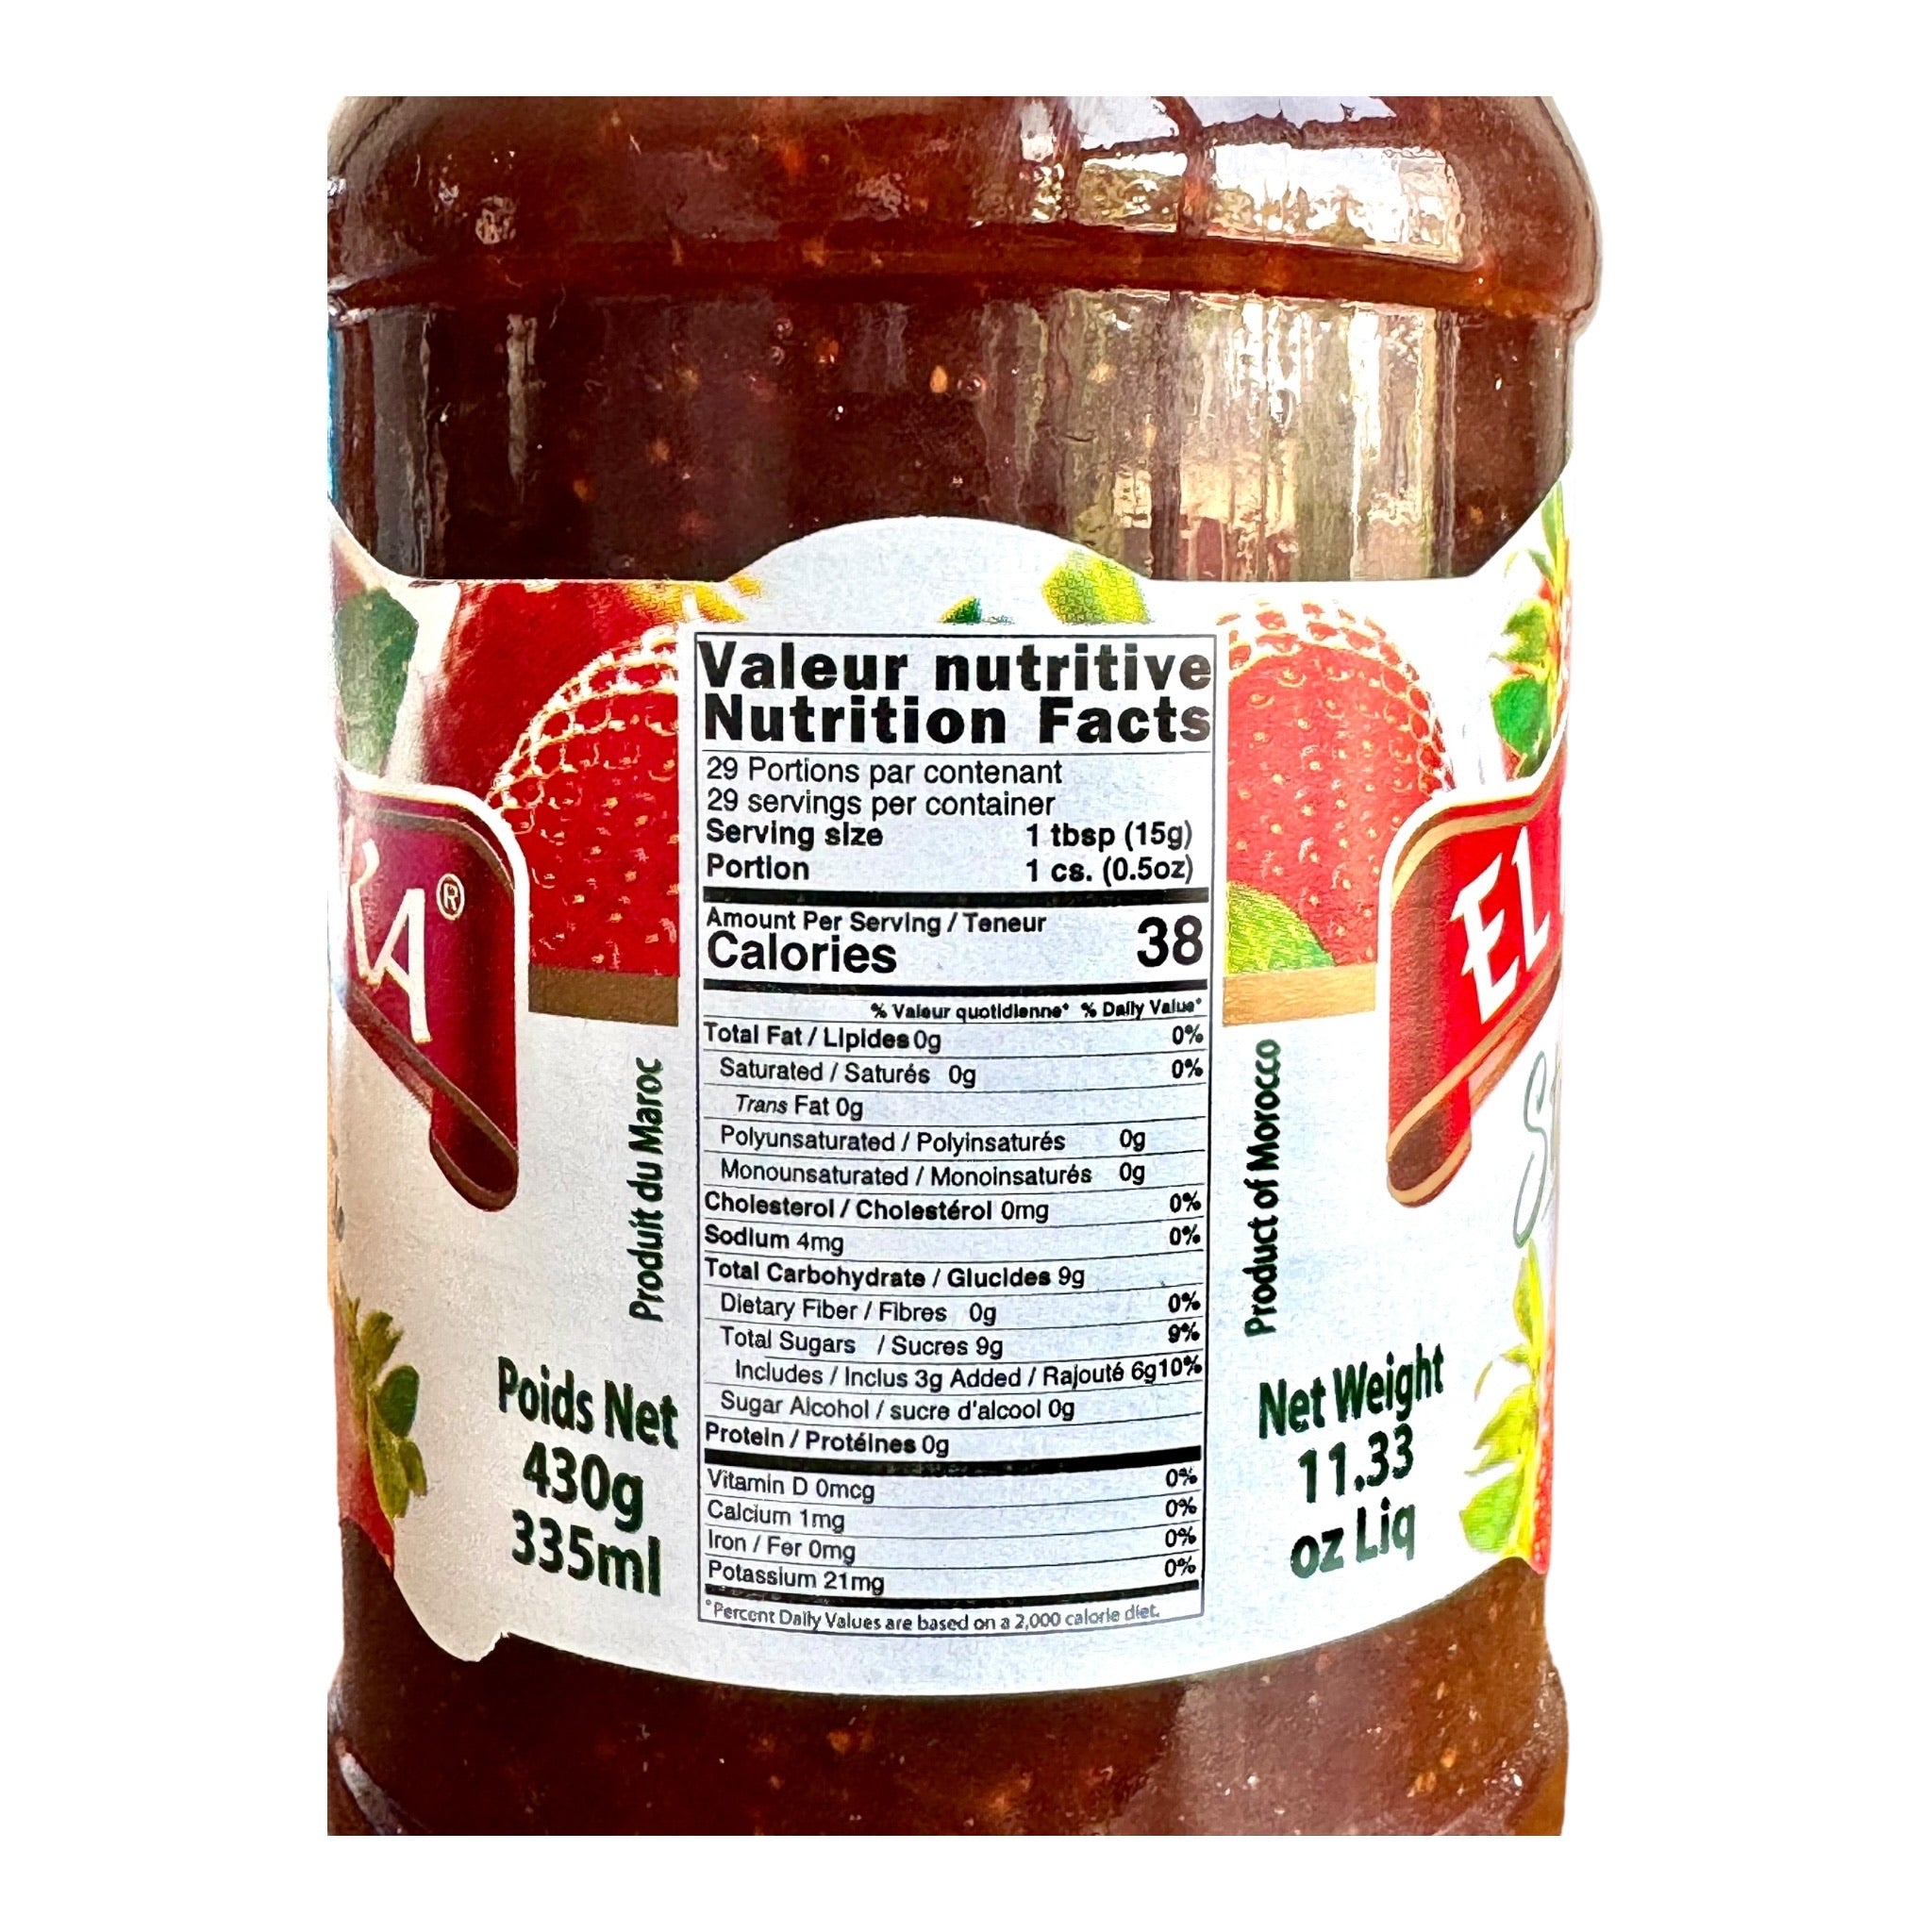 Valeur nutritive
Nutrition Facts
29 Portions par contenant
29 servings per container
Serving size 1 tbsp (15g)
Portion 1 cs. (0.5oz)
Amount Per Serving / Teneur
Calories 38
% Valeur quotidienne* % Daily Value*
Total Fat / Lipides 0g 0%
Saturated / Saturés 0g 0%
Trans Fat 0g
Polyunsaturated / Polyinsaturés 0g
Monounsaturated / Monoinsaturés 0g
Cholesterol / Cholestérol 0mg 0%
Sodium 4mg 0%
Total Carbohydrate / Glucides 9g
Dietary Fiber / Fibres 0g 0%
Total Sugars / Sucres 9g 9%
Includes / Inclus 3g Added / Rajouté 6g 10%
Sugar Alcohol / sucre d'alcool 0g
Protein / Protéines 0g
Vitamin D 0mcg 0%
Calcium 1mg 0%
Iron / Fer 0mg 0%
Potassium 21mg 0%
*Percent Daily Values are based on a 2,000 calorie diet.
Produit du Maroc
Poids Net
430g
335ml
Product of Morocco
Net Weight
11.33
oz Liq
A®
EL